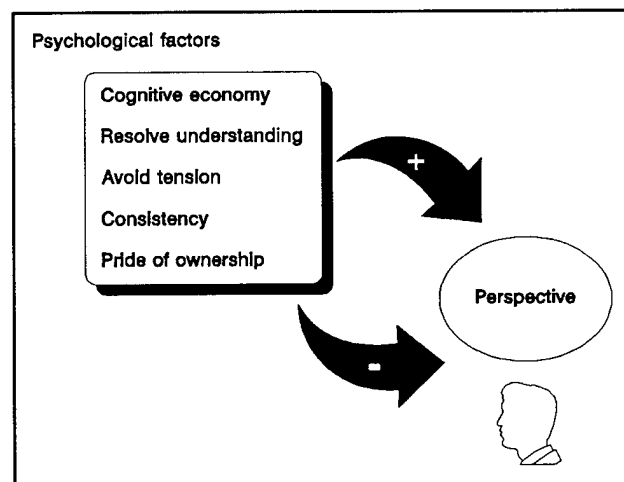 Psychological factors
Cognitive economy
Resolve understanding
Avoid tension
Consistency
Pride of ownership
+
Perspective
-